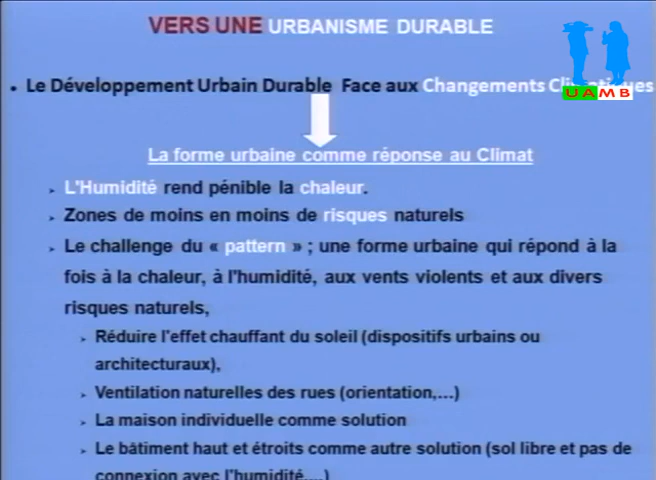 VERS UNE URBANISME DURABLE
• Le Développement Urbain Durable Face aux Changements Climatiques
UAMB
La forme urbaine comme réponse au Climat
➢ L'Humidité rend pénible la chaleur.
➢ Zones de moins en moins de risques naturels
➢ Le challenge du « pattern » ; une forme urbaine qui répond à la
fois à la chaleur, à l'humidité, aux vents violents et aux divers
risques naturels,
➢ Réduire l'effet chauffant du soleil (dispositifs urbains ou
architecturaux),
➢ Ventilation naturelles des rues (orientation,...)
➢ La maison individuelle comme solution
➢ Le bâtiment haut et étroits comme autre solution (sol libre et pas de
connexion avec l'humidité,...)